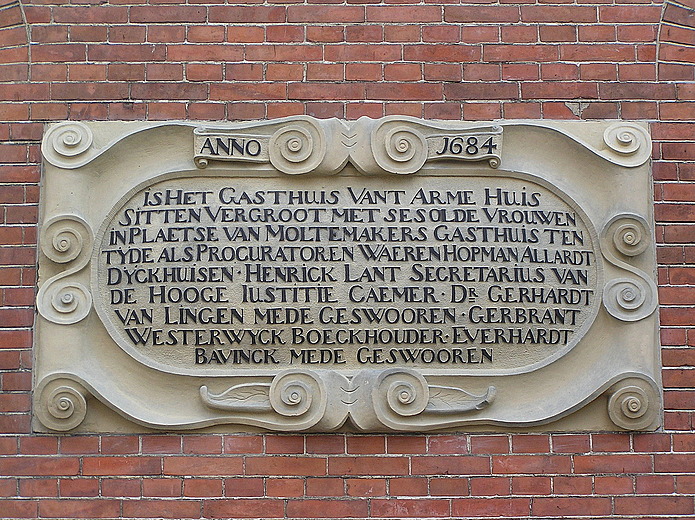 ANNO 1684
IS HET GASTHUIS VANT ARME HUIS
SITTEN VERGROOT MET SES OLDE VROUWEN
IN PLAETSE VAN MOLTEMAKERS GASTHUIS TEN
TYDE ALS PROCURATOREN WAEREN HOPMAN ALLARD
DYCKHUISEN · HENRICK LANT SECRETARIUS VAN
DE HOOGE IUSTITIE CAEMER · DR. GERHARDT
VAN LINGEN MEDE GESWOOREN · GERBRANT
WESTERWYCK BOECKHOUDER · EVERHARDT
BAVINCK MEDE GESWOOREN